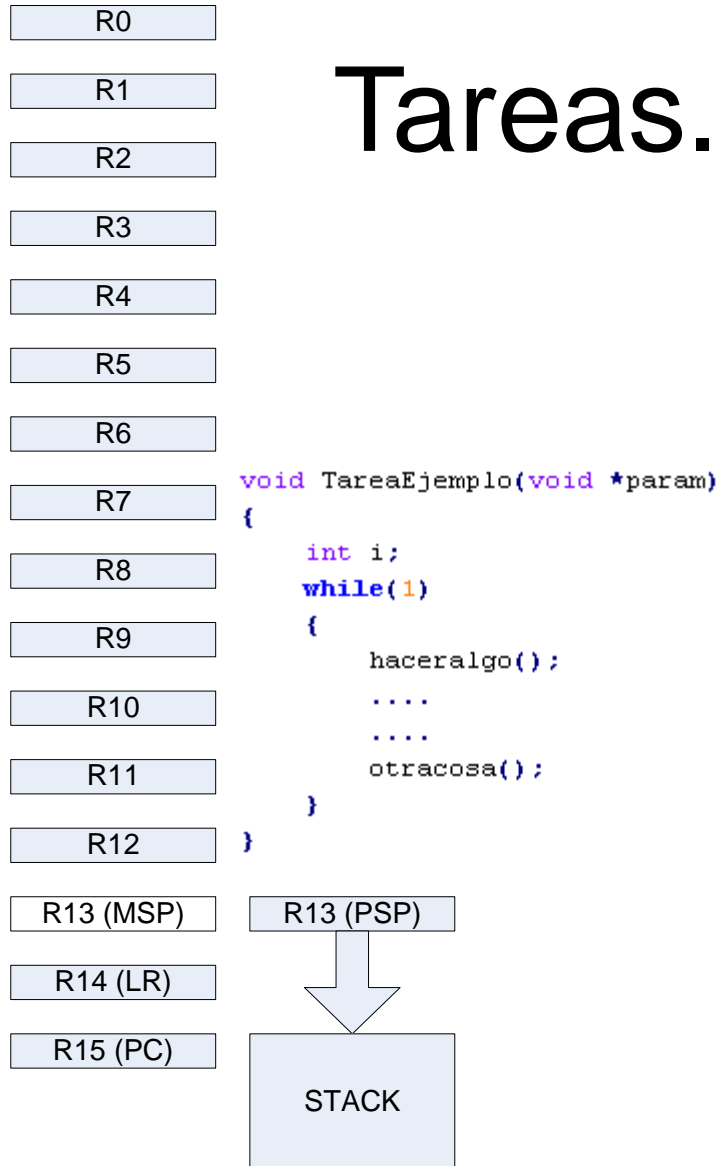 R0
Tareas.
R1
R2
R3
R4
R5
R6
R7
R8
R9
R10
R11
R12
void TareaEjemplo(void *param)
{
int i;
while(1)
{
haceralgo();
....
....
otracosa();
}
}
R13 (MSP)
R13 (PSP)
R14 (LR)
R15 (PC)
STACK